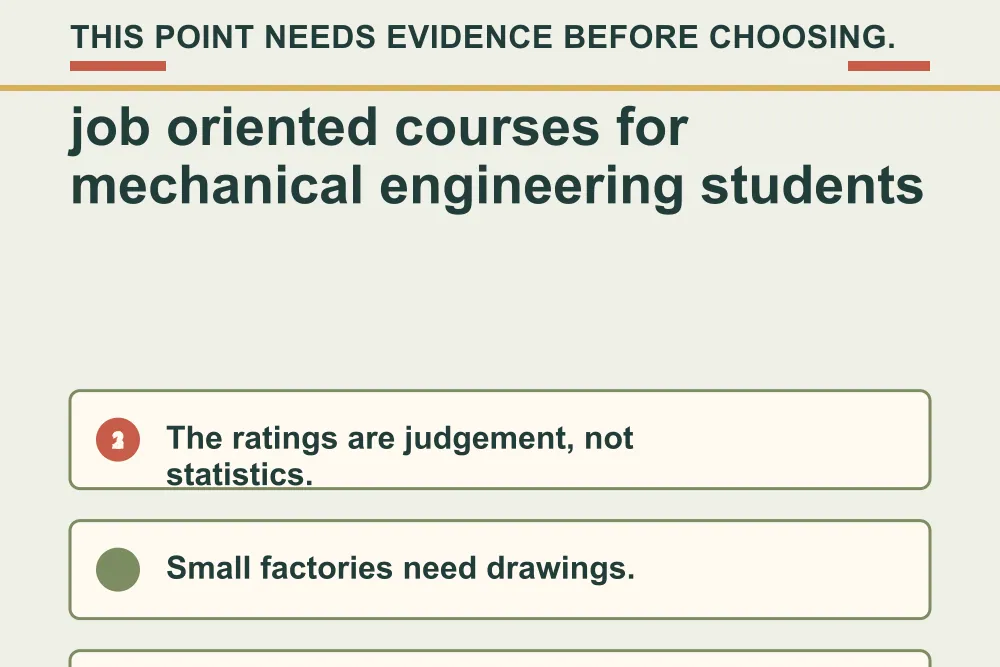 THIS POINT NEEDS EVIDENCE BEFORE CHOOSING.
job oriented courses for
mechanical engineering students
The ratings are judgement, not
statistics.
Small factories need drawings.